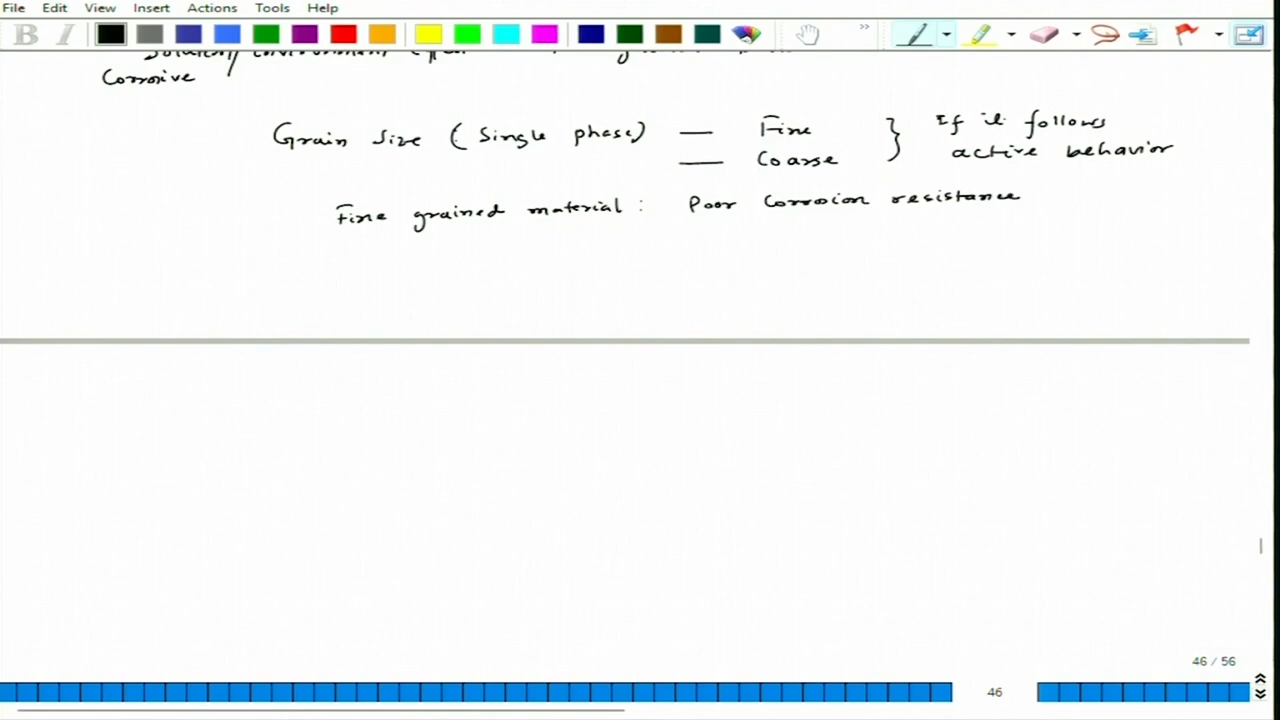 File Edit View Insert Actions Tools Help
B I
Corrosive
Grain size (Single phase) — Fine
— Coarse
If it follows
active behavior
Fine grained material : Poor Corrosion resistance
46 / 56
46